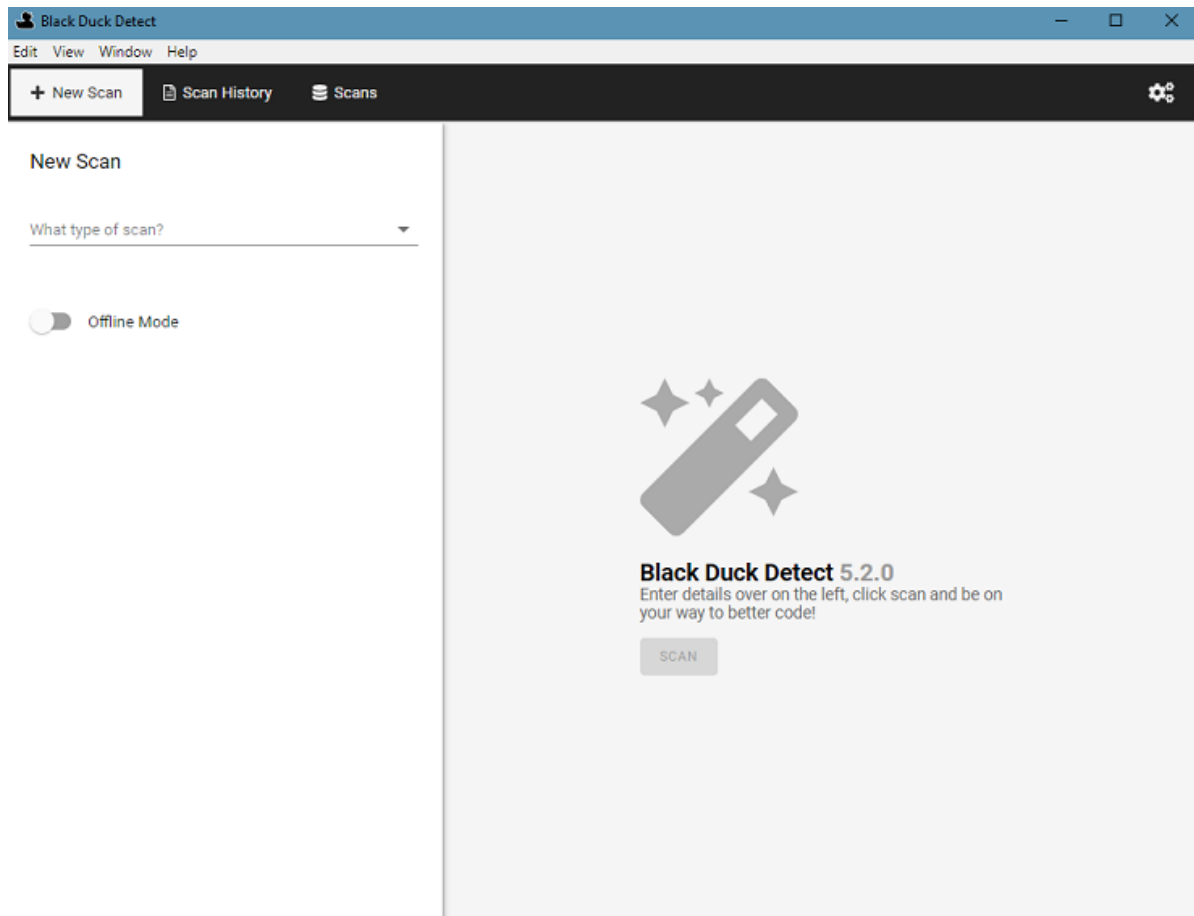 Black Duck Detect
Edit View Window Help
New Scan Scan History Scans
New Scan
What type of scan?
Offline Mode
Black Duck Detect 5.2.0
Enter details over on the left, click scan and be on
your way to better code!
SCAN